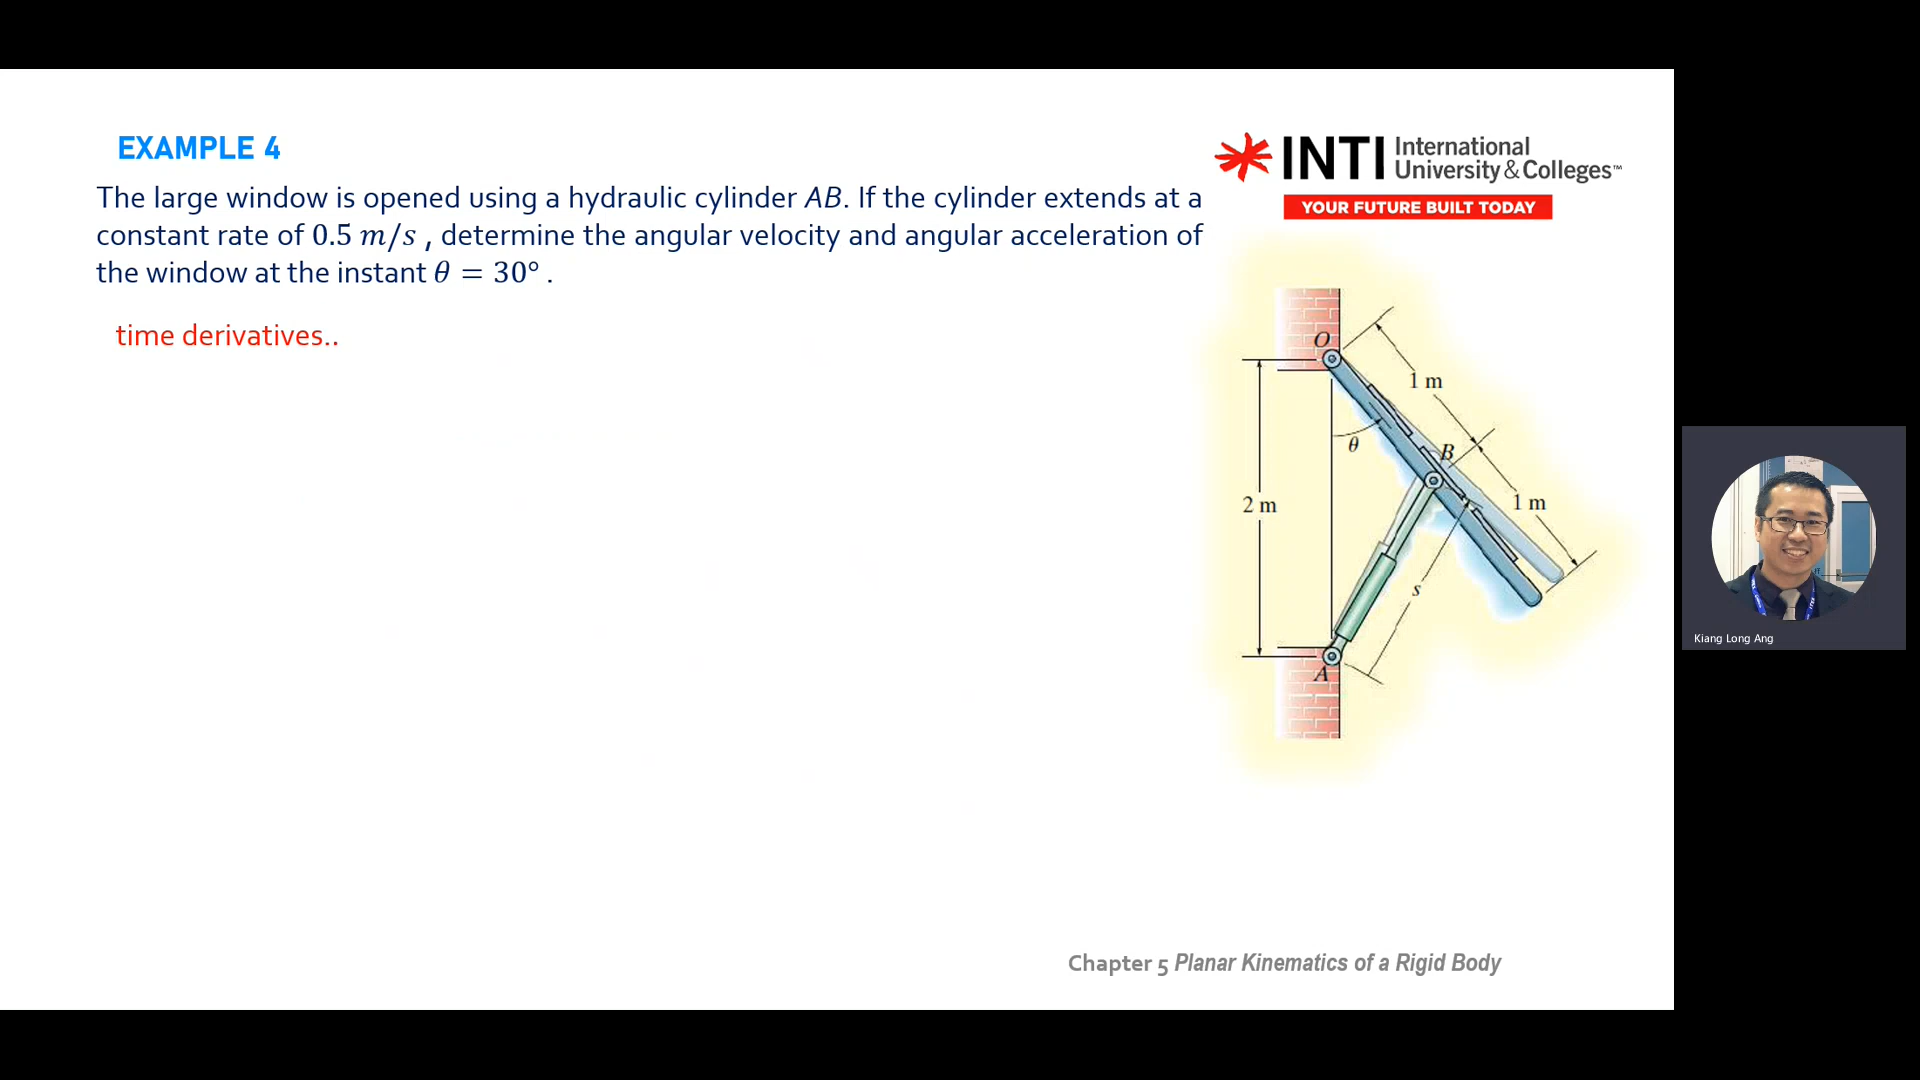 EXAMPLE 4
The large window is opened using a hydraulic cylinder AB. If the cylinder extends at a
constant rate of 0.5 m/s , determine the angular velocity and angular acceleration of
the window at the instant θ = 30° .
time derivatives..
INTI International
University & Colleges™
YOUR FUTURE BUILT TODAY
O
1 m
θ
B
2 m
1 m
s
A
Kiang Long Ang
Chapter 5 Planar Kinematics of a Rigid Body